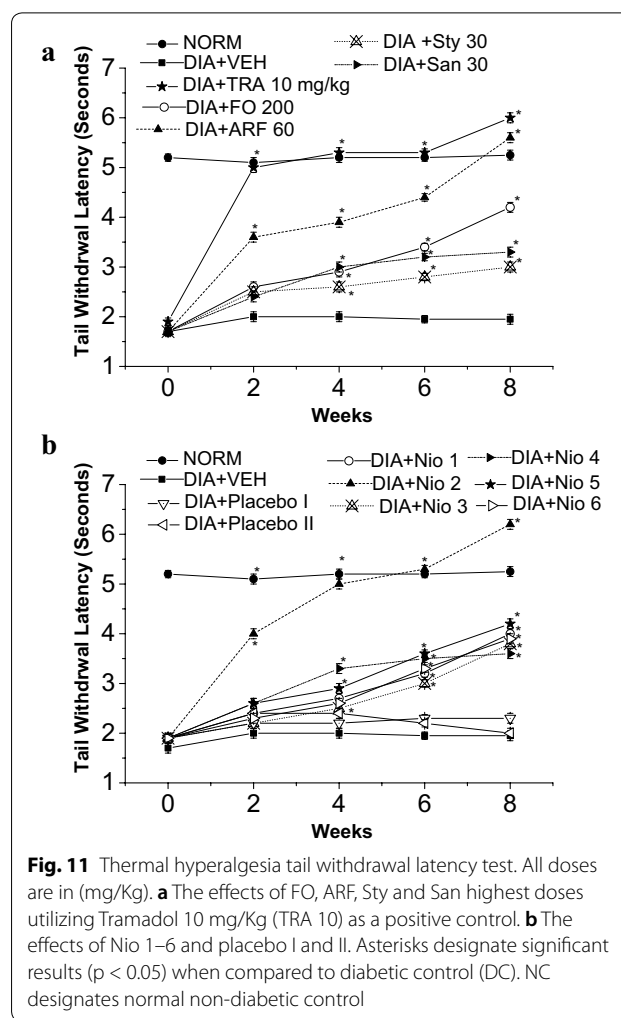 a
NORM
DIA+VEH
DIA+TRA 10 mg/kg
DIA+FO 200
DIA+ARF 60
DIA +Sty 30
DIA+San 30
Tail Withdrwal Latency (Seconds)
7
6
5
4
3
2
1
0 2 4 6 8
Weeks
b
NORM
DIA+VEH
DIA+Placebo I
DIA+Placebo II
DIA+Nio 1
DIA+Nio 2
DIA+Nio 3
DIA+Nio 4
DIA+Nio 5
DIA+Nio 6
Tail Withdrwal Latency (Seconds)
7
6
5
4
3
2
1
0 2 4 6 8
Weeks
Fig. 11 Thermal hyperalgesia tail withdrawal latency test. All doses
are in (mg/Kg). a The effects of FO, ARF, Sty and San highest doses
utilizing Tramadol 10 mg/Kg (TRA 10) as a positive control. b The
effects of Nio 1–6 and placebo I and II. Asterisks designate significant
results (p < 0.05) when compared to diabetic control (DC). NC
designates normal non-diabetic control